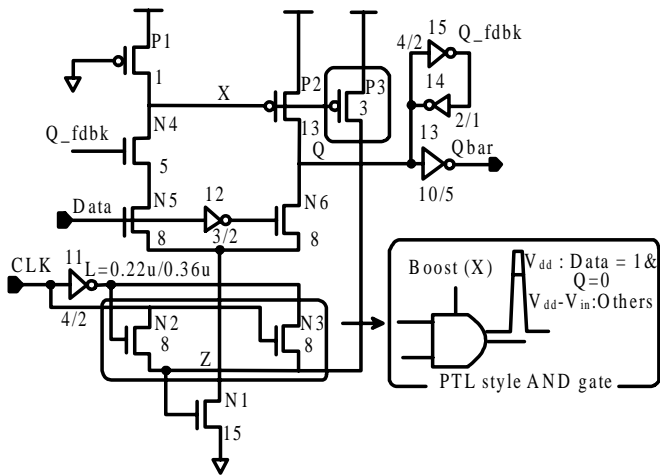 P1
1
X
P2
13
P3
3
15
4/2
Q_fdbk
14
2/1
13
Qbar
10/5
Q_fdbk
N4
5
Q
Data
N5
8
12
3/2
N6
8
CLK
11
L=0.22u/0.36u
4/2
N2
8
N3
8
Z
N1
15
Boost (X)
Vdd : Data = 1&
Q=0
Vdd-Vin:Others
PTL style AND gate